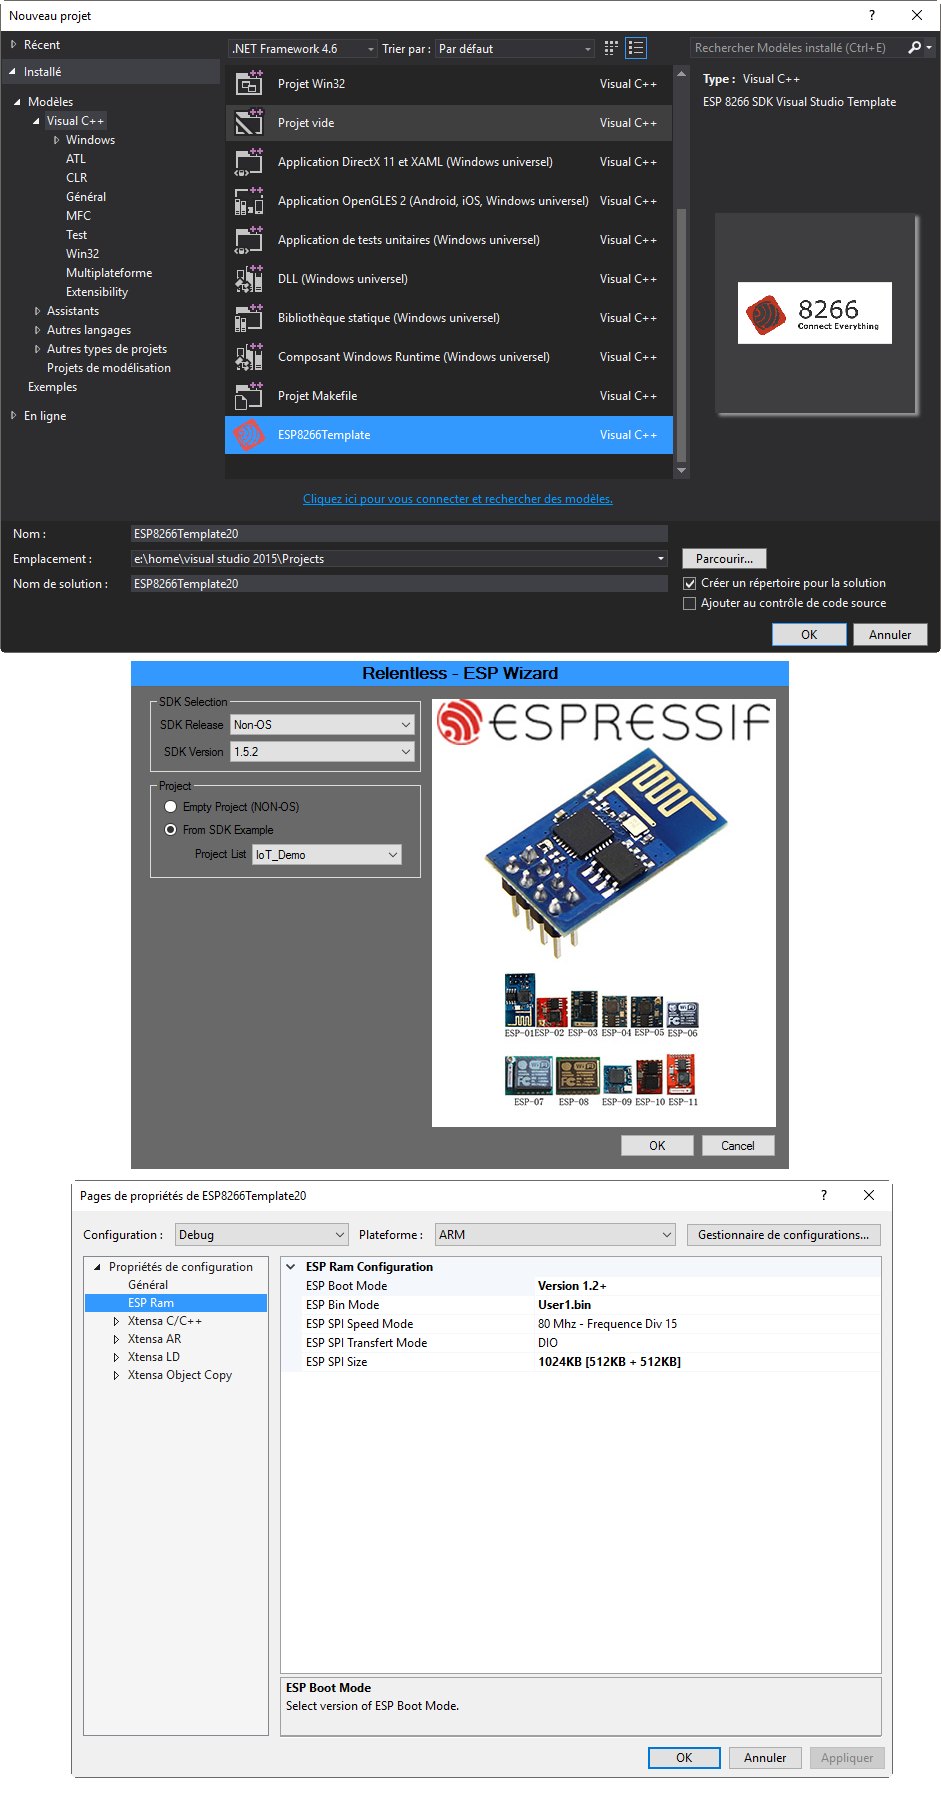 Nouveau projet
?
Récent
Installé
.NET Framework 4.6
Trier par : Par défaut
Rechercher Modèles installé (Ctrl+E)
Modèles
Visual C++
Windows
ATL
CLR
Général
MFC
Test
Win32
Multiplateforme
Extensibility
Assistants
Autres langages
Autres types de projets
Projets de modélisation
Exemples
En ligne
Projet Win32 Visual C++
Projet vide Visual C++
Application DirectX 11 et XAML (Windows universel) Visual C++
Application OpenGLES 2 (Android, iOS, Windows universel) Visual C++
Application de tests unitaires (Windows universel) Visual C++
DLL (Windows universel) Visual C++
Bibliothèque statique (Windows universel) Visual C++
Composant Windows Runtime (Windows universel) Visual C++
Projet Makefile Visual C++
ESP8266Template Visual C++
Cliquez ici pour vous connecter et rechercher des modèles.
Type : Visual C++
ESP 8266 SDK Visual Studio Template
8266
Connect Everything
Nom : ESP8266Template20
Emplacement : e:\home\visual studio 2015\Projects
Parcourir...
Nom de solution : ESP8266Template20
Créer un répertoire pour la solution
Ajouter au contrôle de code source
OK Annuler
Relentless - ESP Wizard
SDK Selection
SDK Release Non-OS
SDK Version 1.5.2
Project
Empty Project (NON-OS)
From SDK Example
Project List IoT_Demo
ESPRESSIF
ESP-01 ESP-02 ESP-03 ESP-04 ESP-05 ESP-06
ESP-07 ESP-08 ESP-09 ESP-10 ESP-11
OK Cancel
Pages de propriétés de ESP8266Template20
?
Configuration : Debug
Plateforme : ARM
Gestionnaire de configurations...
Propriétés de configuration
Général
ESP Ram
Xtensa C/C++
Xtensa AR
Xtensa LD
Xtensa Object Copy
ESP Ram Configuration
ESP Boot Mode Version 1.2+
ESP Bin Mode User1.bin
ESP SPI Speed Mode 80 Mhz - Frequence Div 15
ESP SPI Transfert Mode DIO
ESP SPI Size 1024KB [512KB + 512KB]
ESP Boot Mode
Select version of ESP Boot Mode.
OK Annuler Appliquer